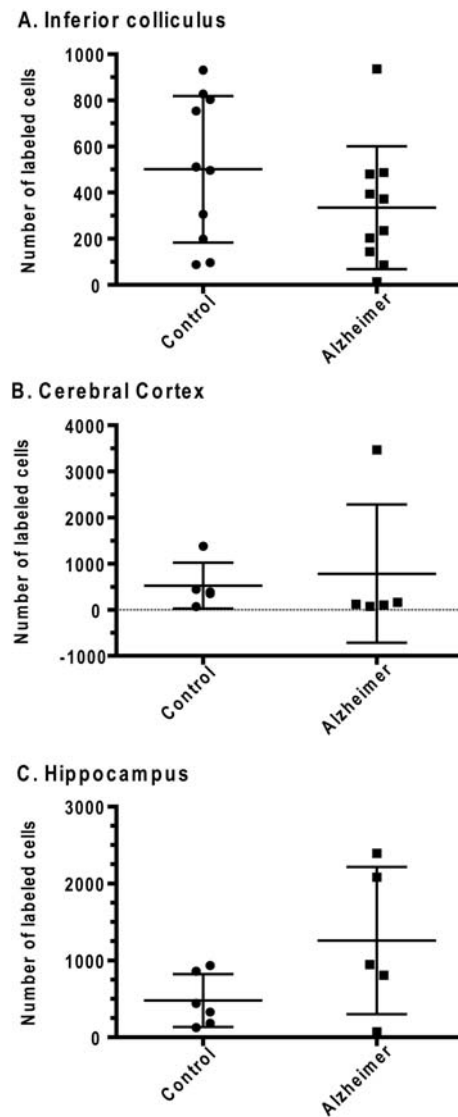 A. Inferior colliculus
Number of labeled cells
1000
800
600
400
200
0
Control
Alzheimer
B. Cerebral Cortex
Number of labeled cells
4000
3000
2000
1000
0
-1000
Control
Alzheimer
C. Hippocampus
Number of labeled cells
3000
2000
1000
0
Control
Alzheimer